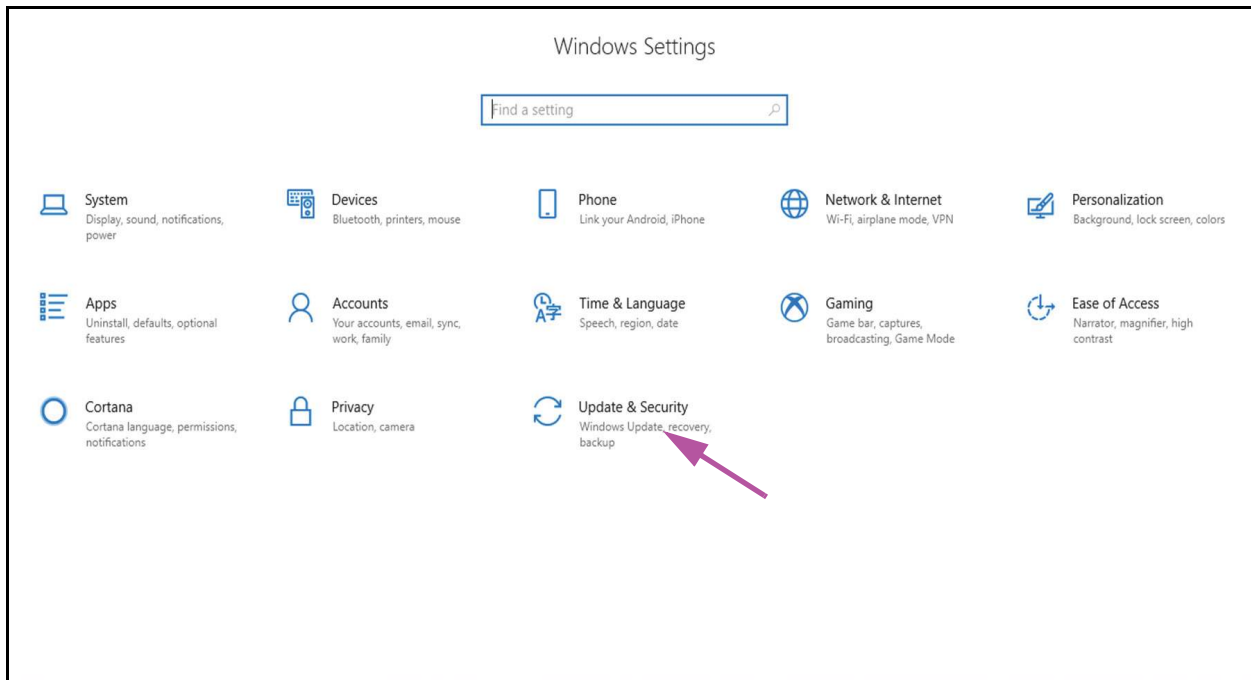 Windows Settings
Find a setting
System
Display, sound, notifications,
power
Devices
Bluetooth, printers, mouse
Phone
Link your Android, iPhone
Network & Internet
Wi-Fi, airplane mode, VPN
Personalization
Background, lock screen, colors
Apps
Uninstall, defaults, optional
features
Accounts
Your accounts, email, sync,
work, family
Time & Language
Speech, region, date
Gaming
Game bar, captures,
broadcasting, Game Mode
Ease of Access
Narrator, magnifier, high
contrast
Cortana
Cortana language, permissions,
notifications
Privacy
Location, camera
Update & Security
Windows Update, recovery,
backup